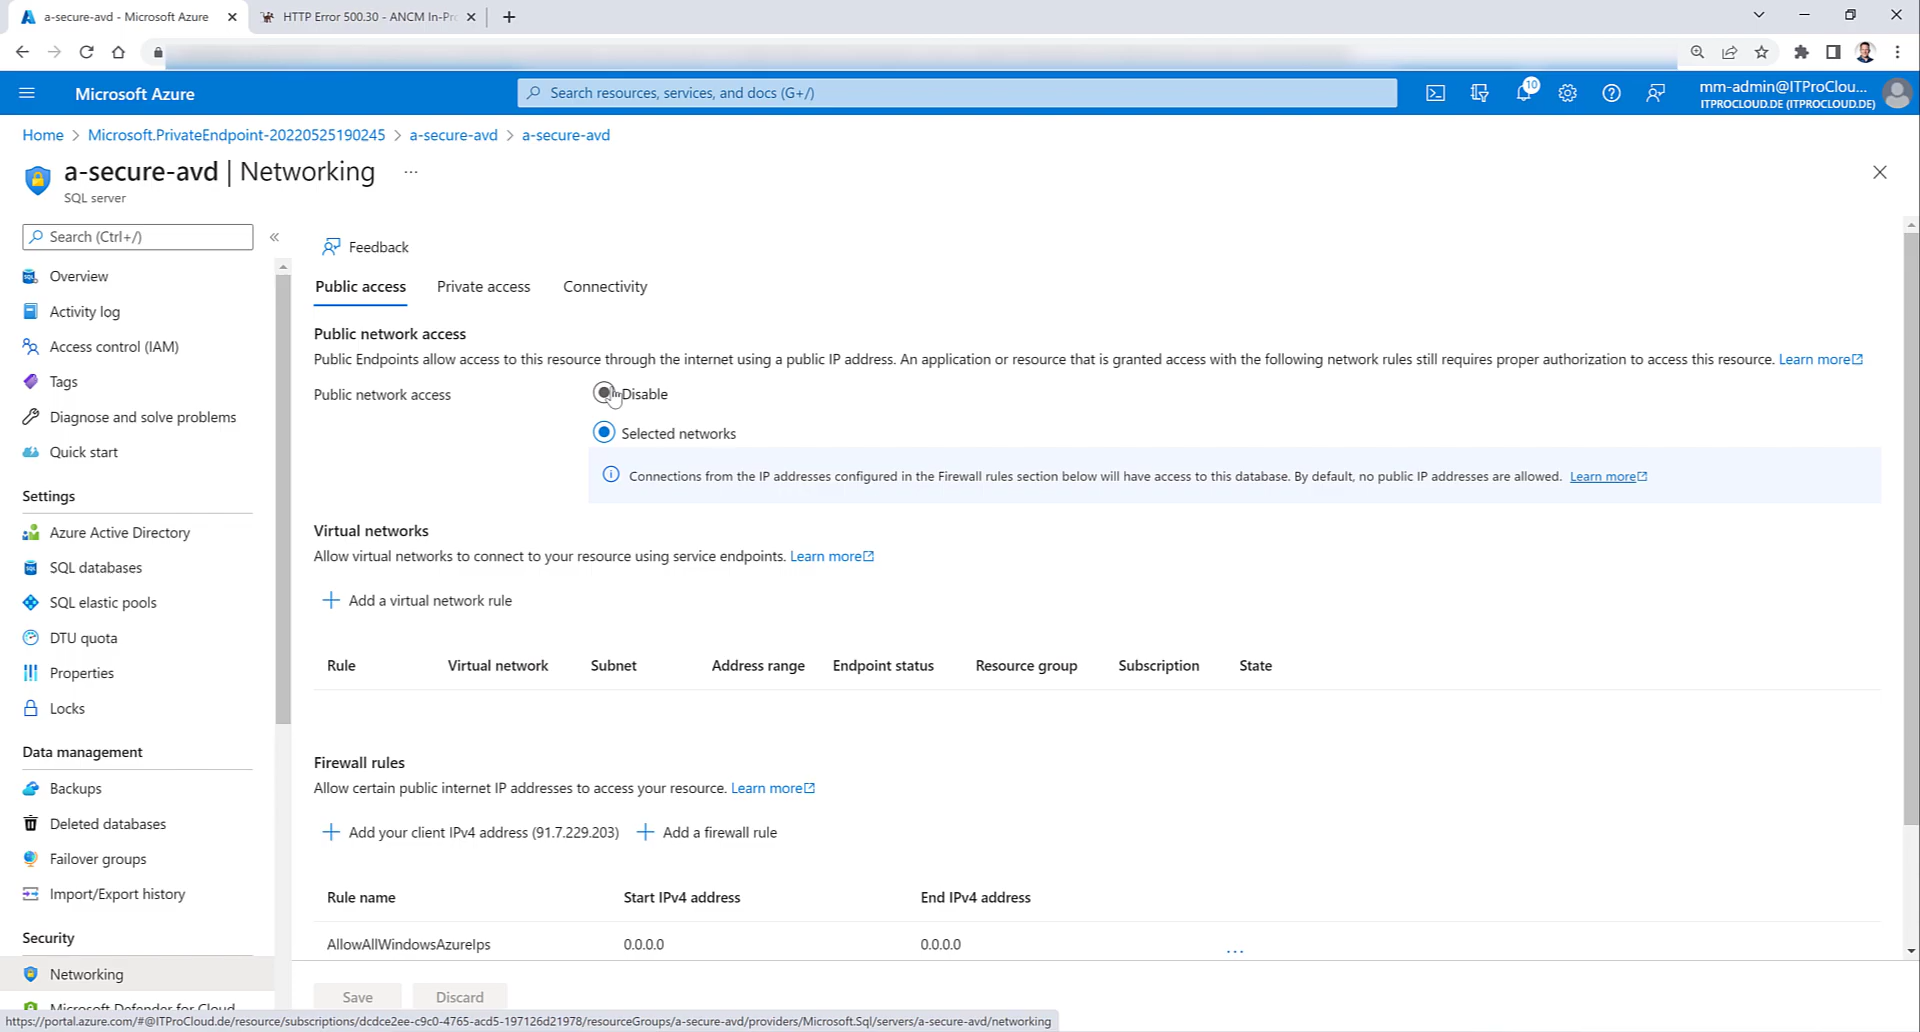 a-secure-avd - Microsoft Azure
HTTP Error 500.30 - ANCM In-Pro
Microsoft Azure
Search resources, services, and docs (G+/)
10
mm-admin@ITProClou...
ITPROCLOUD.DE (ITPROCLOUD.DE)
Home > Microsoft.PrivateEndpoint-20220525190245 > a-secure-avd > a-secure-avd
a-secure-avd | Networking ...
SQL server
Search (Ctrl+/)
«
Overview
Activity log
Access control (IAM)
Tags
Diagnose and solve problems
Quick start
Settings
Azure Active Directory
SQL databases
SQL elastic pools
DTU quota
Properties
Locks
Data management
Backups
Deleted databases
Failover groups
Import/Export history
Security
Networking
Microsoft Defender for Cloud
Feedback
Public access Private access Connectivity
Public network access
Public Endpoints allow access to this resource through the internet using a public IP address. An application or resource that is granted access with the following network rules still requires proper authorization to access this resource. Learn more
Public network access
Disable
Selected networks
Connections from the IP addresses configured in the Firewall rules section below will have access to this database. By default, no public IP addresses are allowed. Learn more
Virtual networks
Allow virtual networks to connect to your resource using service endpoints. Learn more
+ Add a virtual network rule
Rule Virtual network Subnet Address range Endpoint status Resource group Subscription State
Firewall rules
Allow certain public internet IP addresses to access your resource. Learn more
+ Add your client IPv4 address (91.7.229.203) + Add a firewall rule
Rule name Start IPv4 address End IPv4 address
AllowAllWindowsAzureIps 0.0.0.0 0.0.0.0 ...
Save Discard
https://portal.azure.com/#@ITProCloud.de/resource/subscriptions/dcdce2ee-c9c0-4765-acd5-197126d21978/resourceGroups/a-secure-avd/providers/Microsoft.Sql/servers/a-secure-avd/networking